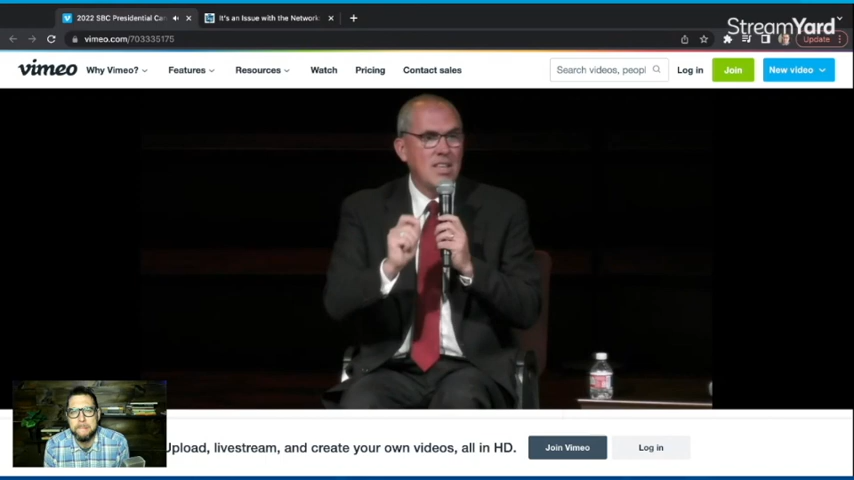 2022 SBC Presidential Can
It's an Issue with the Network
StreamYard
vimeo.com/703335175
Update
vimeo
Why Vimeo?
Features
Resources
Watch
Pricing
Contact sales
Search videos, peopl
Log in
Join
New video
Upload, livestream, and create your own videos, all in HD.
Join Vimeo
Log in